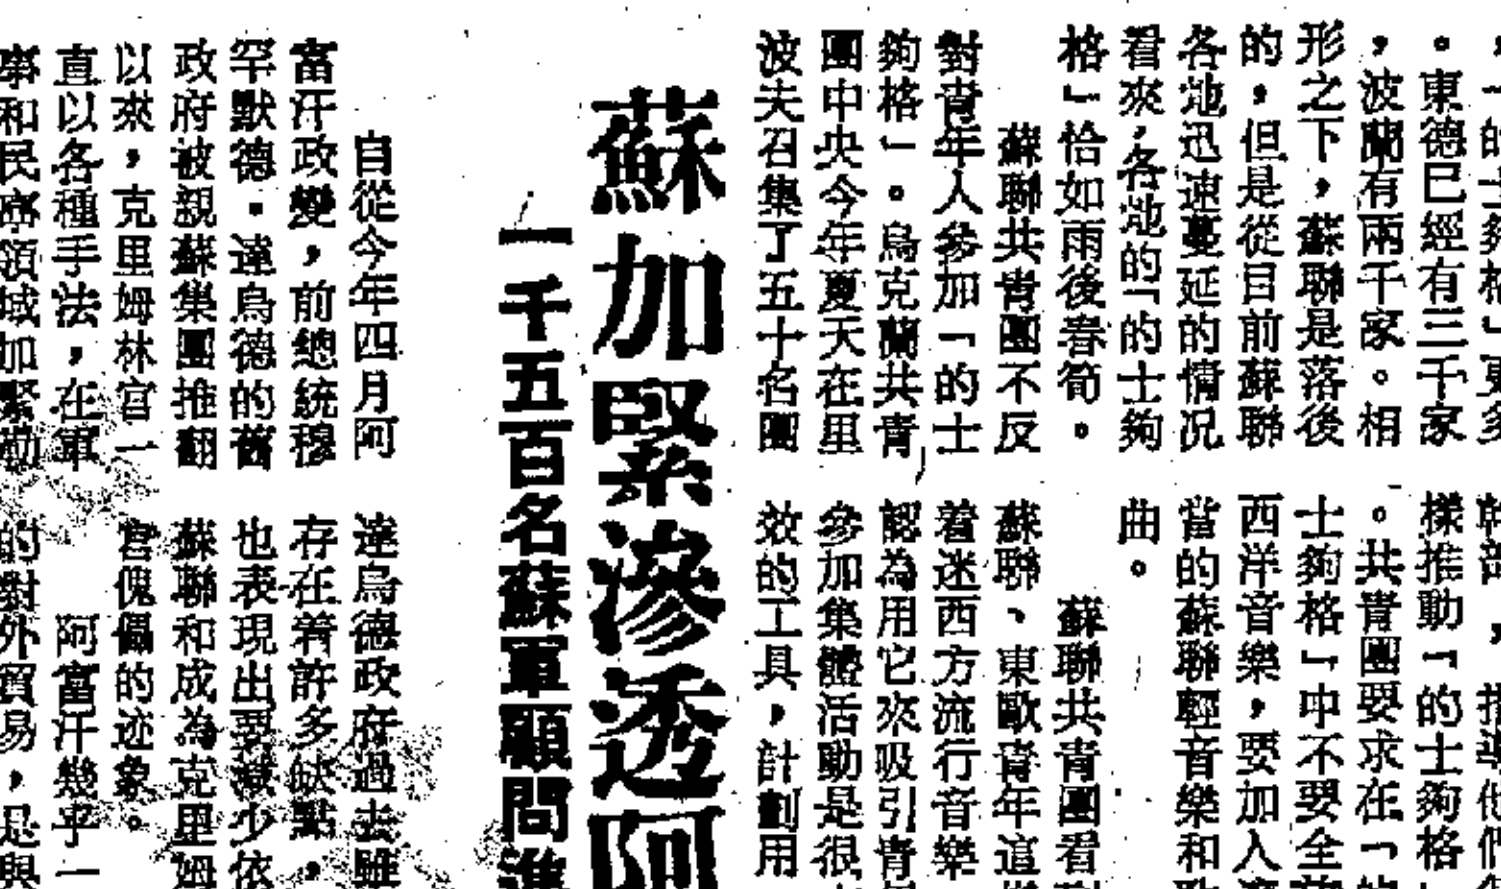 的士夠格」更多
。東德已經有三千家
，波蘭有兩千家。相
形之下，蘇聯是落後
的，但是從目前蘇聯
各地迅速蔓延的情况
看來，各地的「的士夠
格」恰如雨後春筍。
蘇聯共青團不反
對青年人參加「的士
夠格」。烏克蘭共青
團中央今年夏天在里
波夫召集了五十名團
幹部，指導他們
樣推動「的士夠格
。共青團要求在「
士夠格」中不要全
西洋音樂，要加入
當的蘇聯輕音樂和
曲。
蘇聯共青團看
蘇聯、東歐青年這
着迷西方流行音樂
認為用它來吸引青
參加集體活動是很
效的工具，計劃用
蘇加緊滲透阿
一千五百名蘇軍顧問進
自從今年四月阿
富汗政變，前總統穆
罕默德·達烏德的舊
政府被親蘇集團推翻
以來，克里姆林宮一
直以各種手法，在軍
事和民事領域加緊勒
達烏德政府過去雖
存在着許多缺點，
也表現出要減少依
蘇聯和成為克里姆
宮傀儡的迹象。
阿富汗幾乎一
的對外貿易，是與